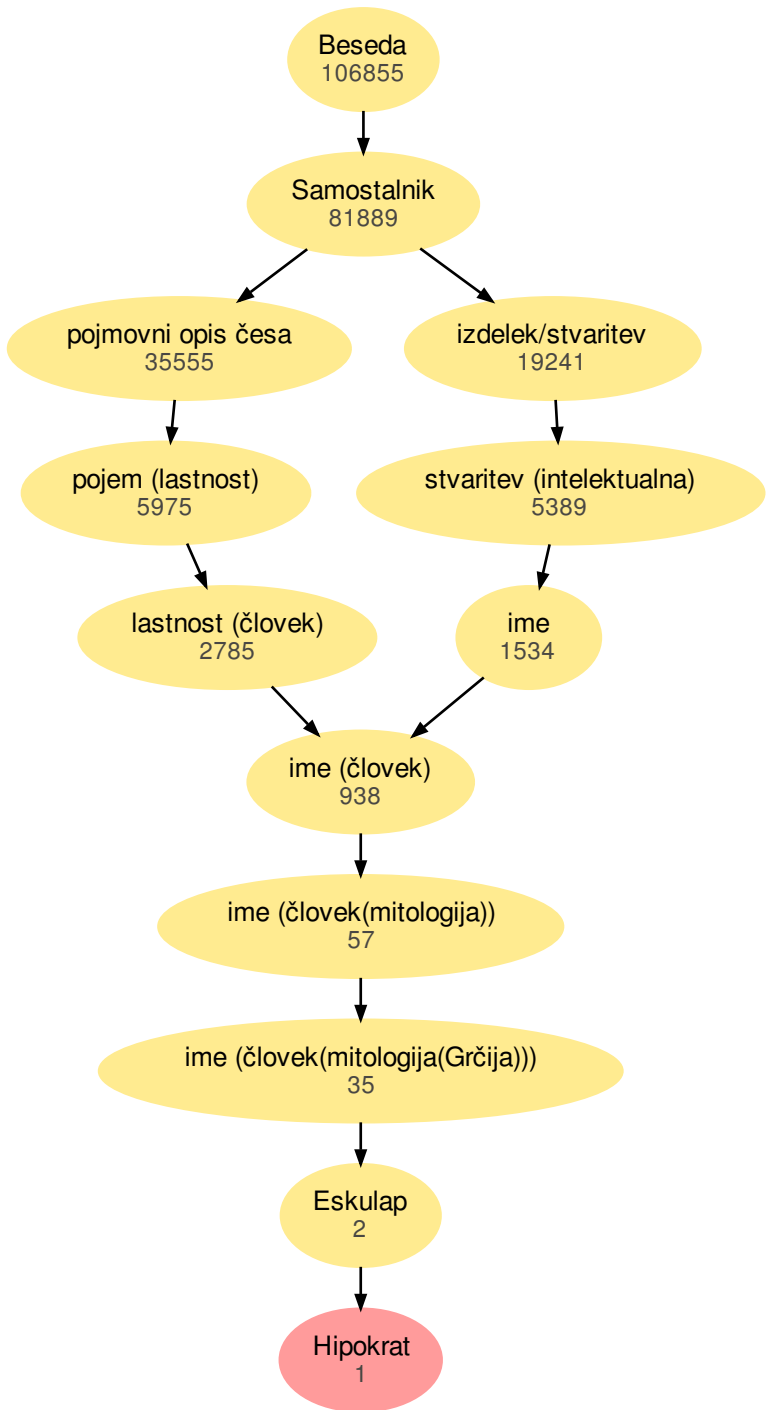 Beseda
106855
Samostalnik
81889
pojmovni opis česa
35555
izdelek/stvaritev
19241
pojem (lastnost)
5975
stvaritev (intelektualna)
5389
lastnost (človek)
2785
ime
1534
ime (človek)
938
ime (človek(mitologija))
57
ime (človek(mitologija(Grčija)))
35
Eskulap
2
Hipokrat
1